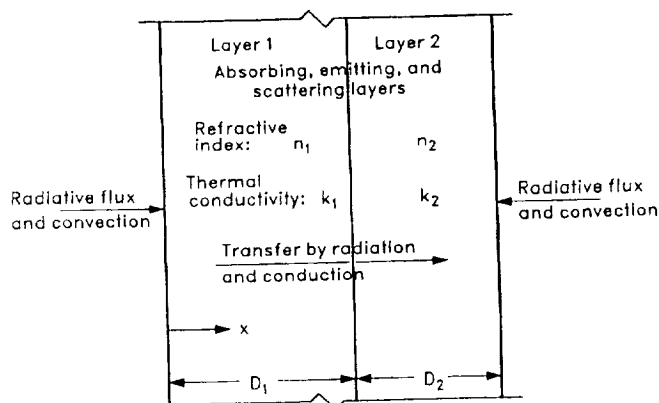 Layer 1 Layer 2
Absorbing, emitting, and
scattering layers
Refractive
index: n₁ n₂
Radiative flux
and convection
Thermal
conductivity: k₁ k₂
Radiative flux
and convection
Transfer by radiation
and conduction
x
D₁ D₂